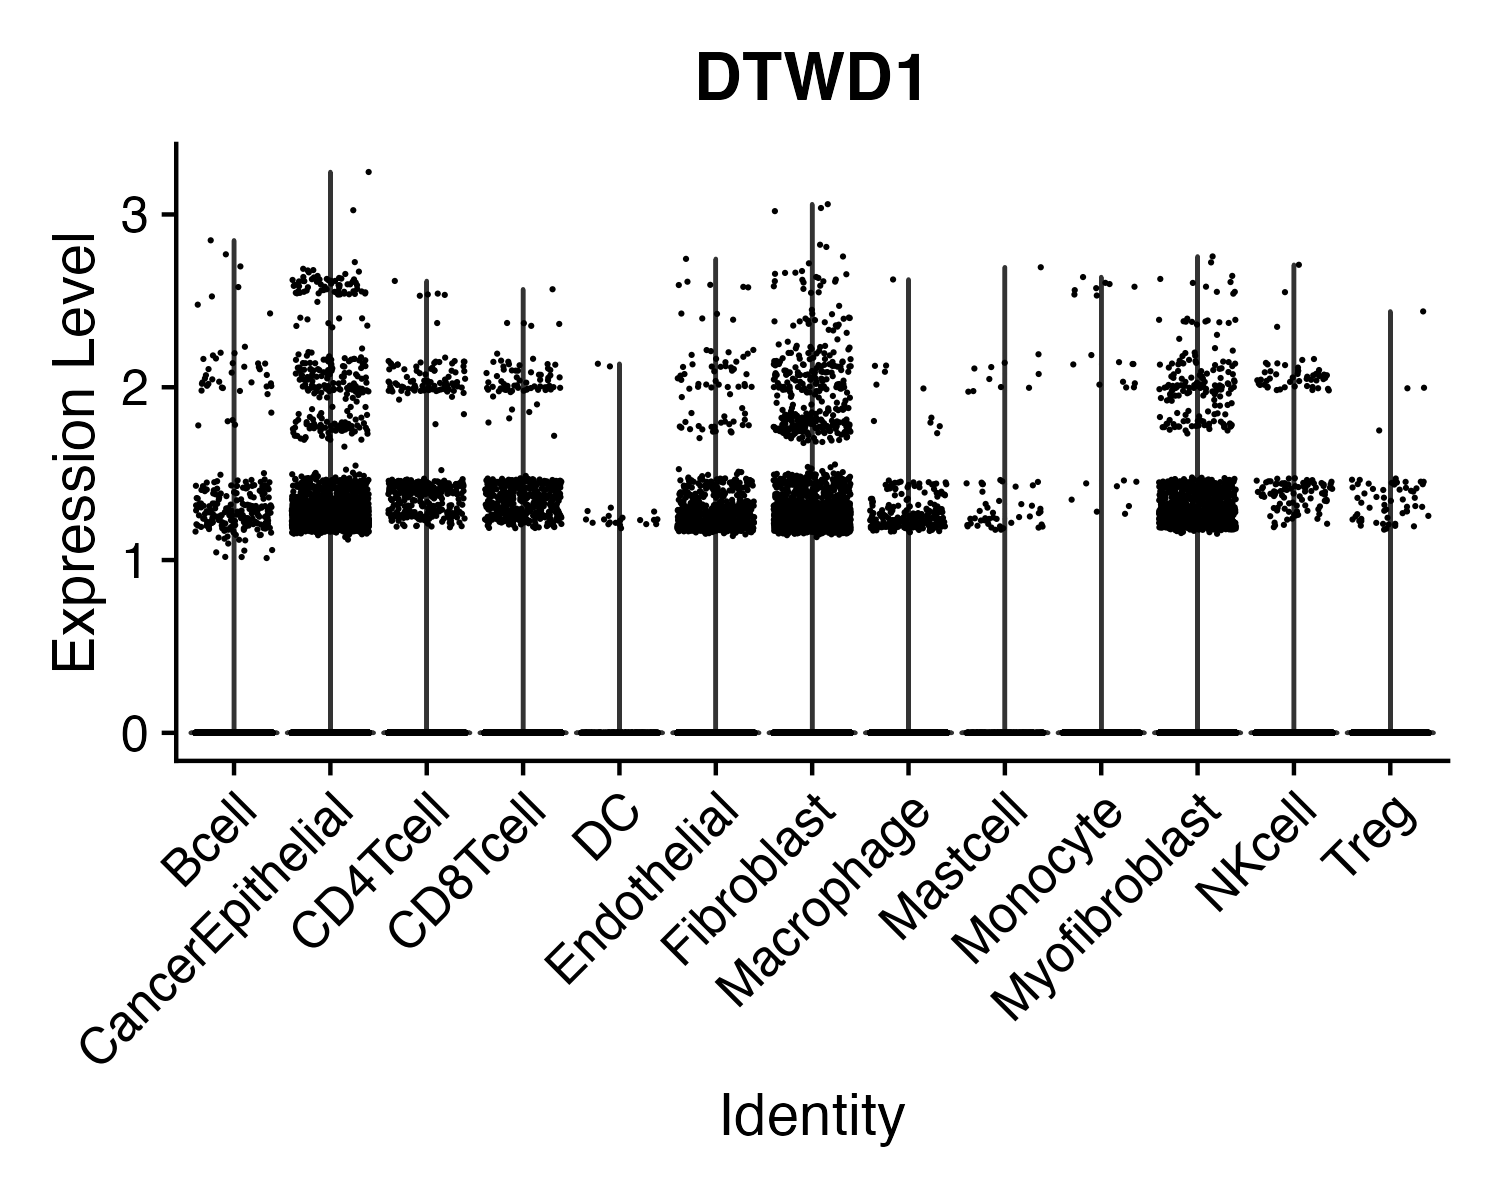 DTWD1
Expression Level
3
2
1
0
Bcell
CancerEpithelial
CD4Tcell
CD8Tcell
DC
Endothelial
Fibroblast
Macrophage
Mastcell
Monocyte
Myofibroblast
NKcell
Treg
Identity